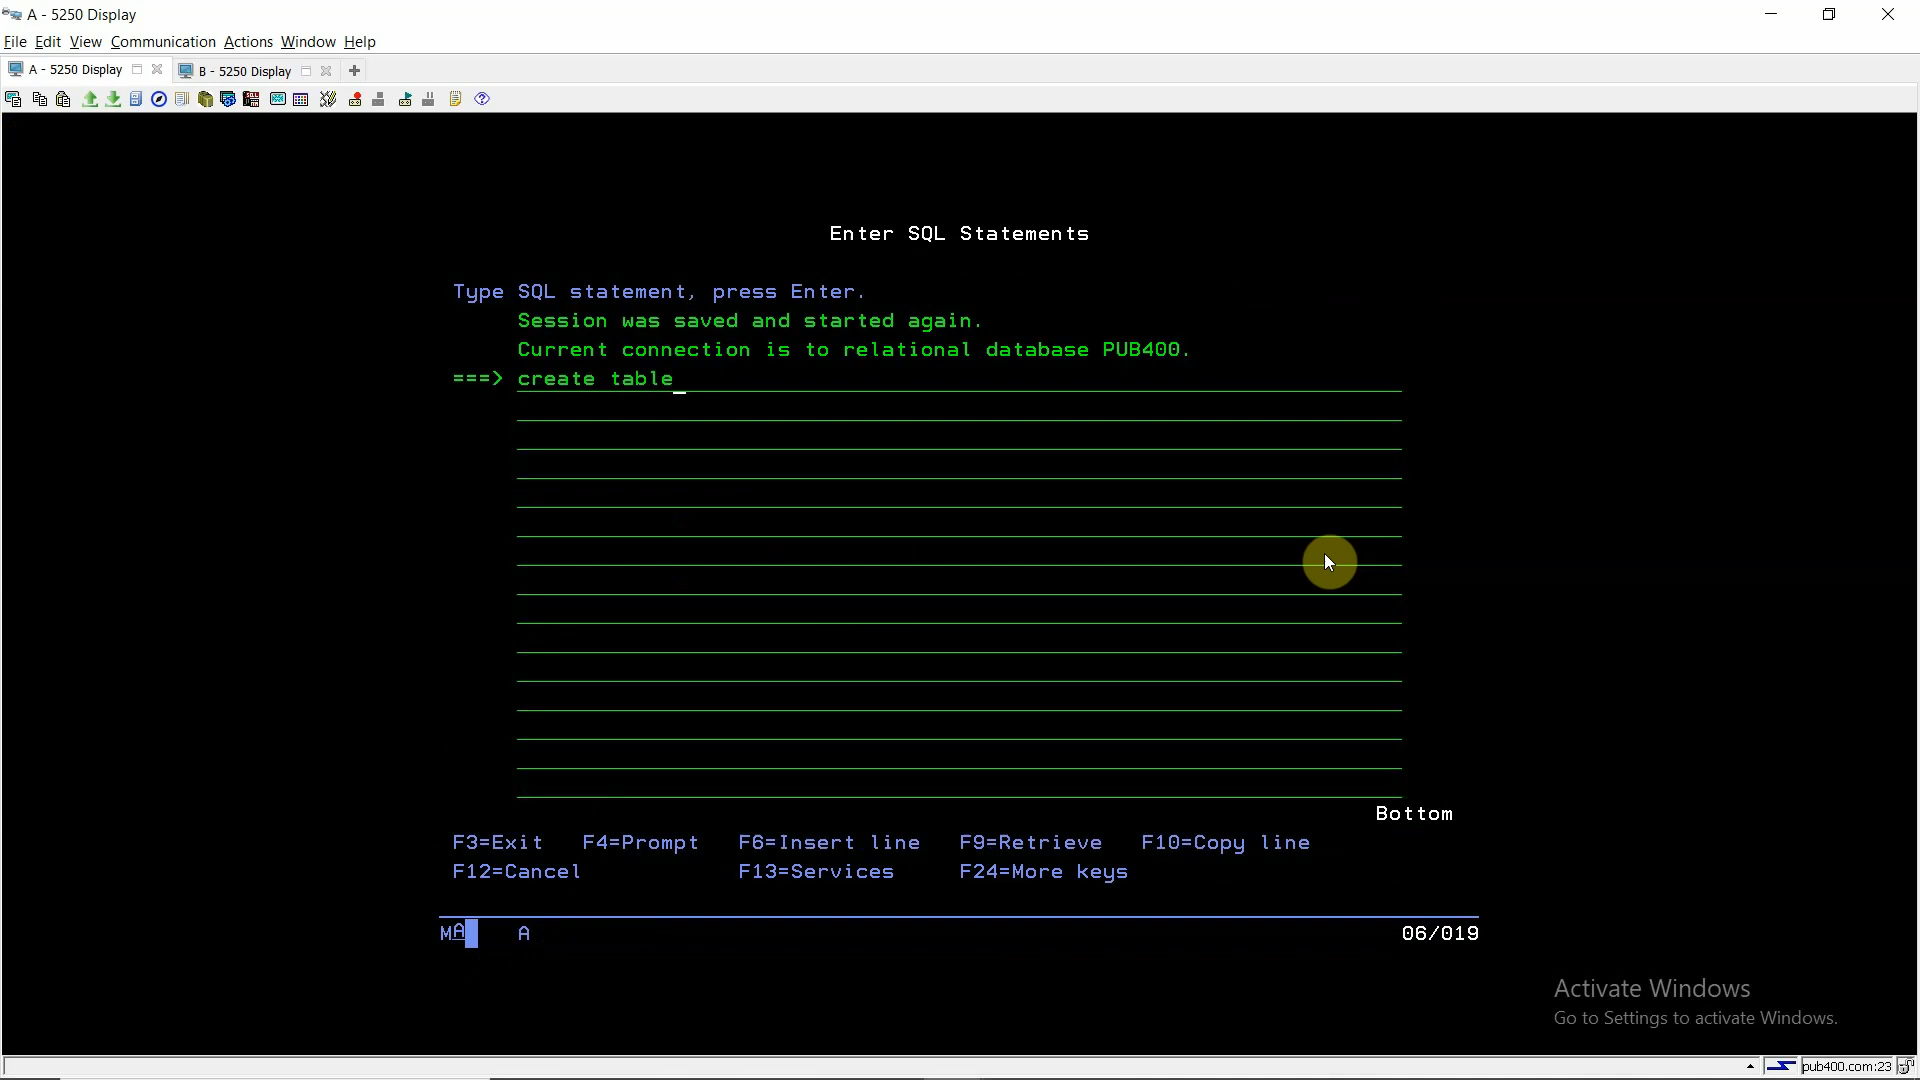 A - 5250 Display
File Edit View Communication Actions Window Help
A - 5250 Display B - 5250 Display
Enter SQL Statements
Type SQL statement, press Enter.
Session was saved and started again.
Current connection is to relational database PUB400.
===> create table_
Bottom
F3=Exit F4=Prompt F6=Insert line F9=Retrieve F10=Copy line
F12=Cancel F13=Services F24=More keys
MA A 06/019
Activate Windows
Go to Settings to activate Windows.
pub400.com:23